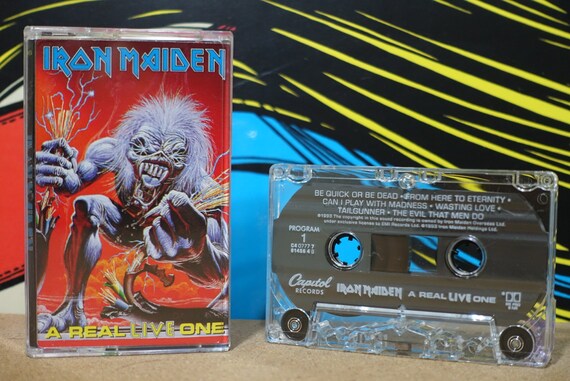 IRON MAIDEN
A REAL LIVE ONE
BE QUICK OR BE DEAD • FROM HERE TO ETERNITY •
CAN I PLAY WITH MADNESS • WASTING LOVE •
TAILGUNNER • THE EVIL THAT MEN DO
PROGRAM
1
Capitol
RECORDS
IRON MAIDEN A REAL LIVE ONE